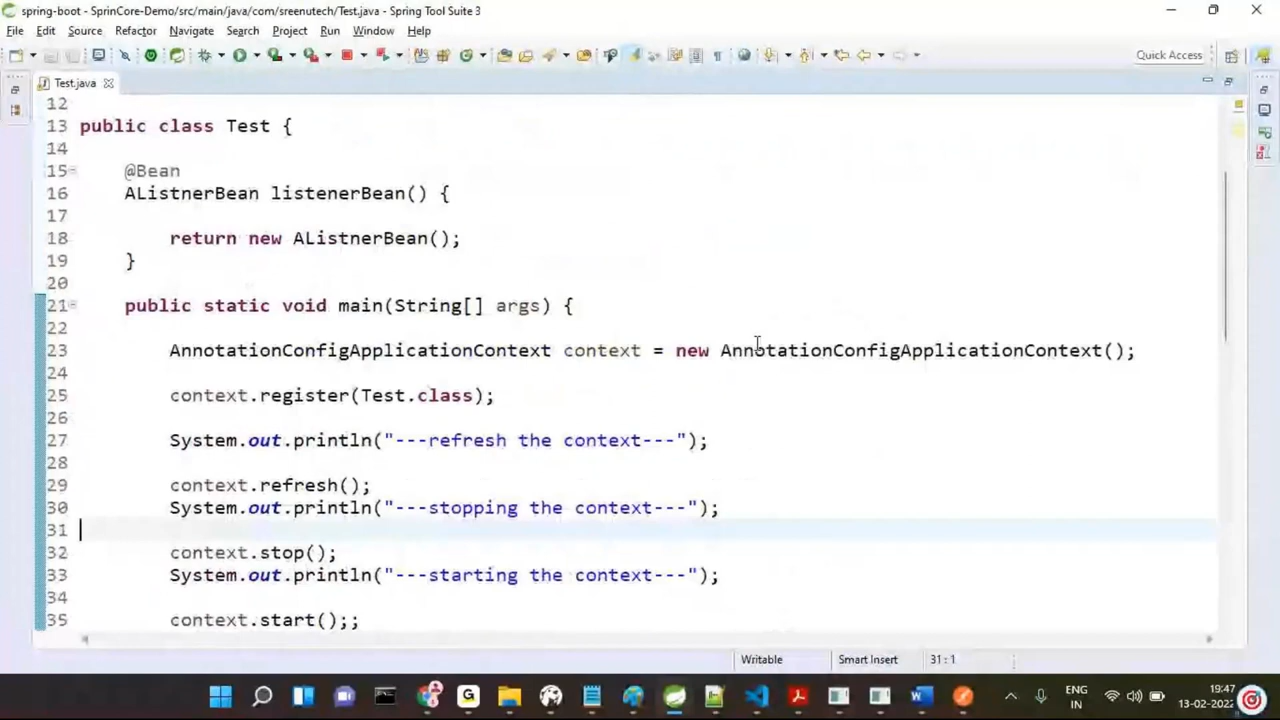 spring-boot - SprinCore-Demo/src/main/java/com/sreenutech/Test.java - Spring Tool Suite 3
File Edit Source Refactor Navigate Search Project Run Window Help
Quick Access
Test.java
12
13 public class Test {
14
15 @Bean
16 AListnerBean listenerBean() {
17
18 return new AListnerBean();
19 }
20
21 public static void main(String[] args) {
22
23 AnnotationConfigApplicationContext context = new AnnotationConfigApplicationContext();
24
25 context.register(Test.class);
26
27 System.out.println("---refresh the context---");
28
29 context.refresh();
30 System.out.println("---stopping the context---");
31
32 context.stop();
33 System.out.println("---starting the context---");
34
35 context.start();;
Writable Smart Insert 31 : 1
ENG 19:47
IN 13-02-2022